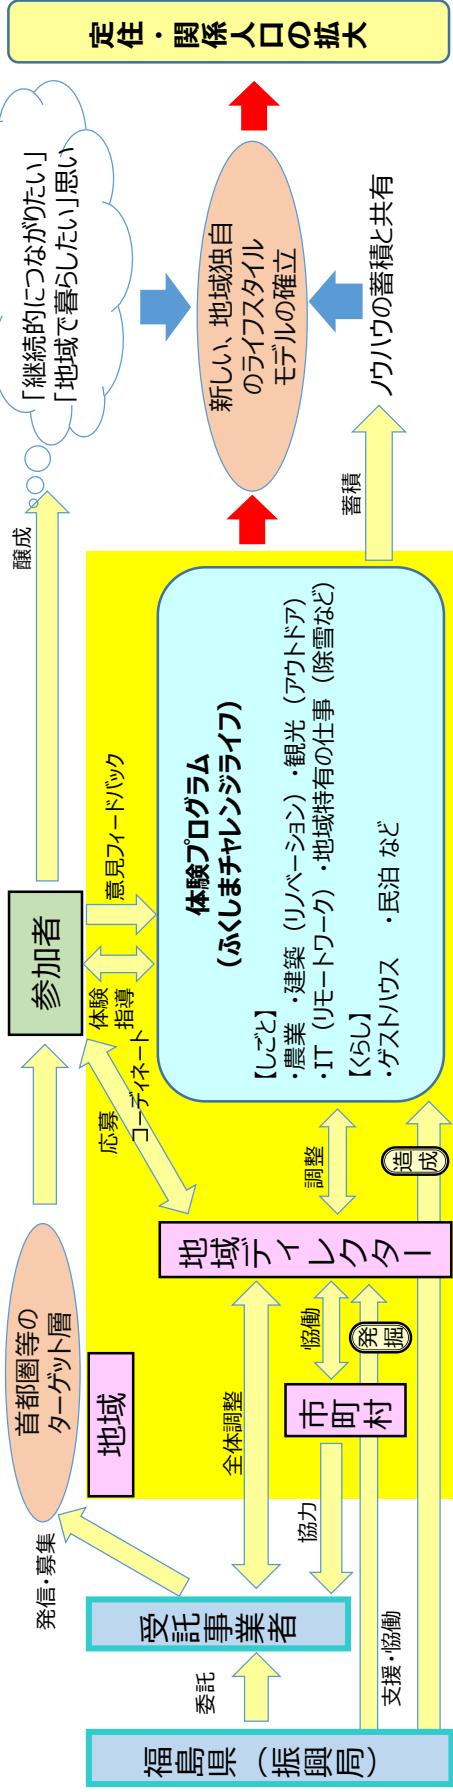 福島県（振興局）
委託
受託事業者
支援・協働
協力
全体調整
発信・募集
首都圏等の
ターゲット層
地域
市町村
協働
発掘
地域ディレクター
調整
造成
応募
コーディネート
参加者
体験
指導
意見フィードバック
体験プログラム
（ふくしまチャレンジライフ）
【しごと】
・農業　・建築（リノベーション）・観光（アウトドア）
・IT（リモートワーク）・地域特有の仕事（除雪など）
【くらし】
・ゲストハウス　・民泊 など
醸成
「継続的につながりたい」
「地域で暮らしたい」思い
蓄積
ノウハウの蓄積と共有
新しい、地域独自
のライフスタイル
モデルの確立
定住・関係人口の拡大